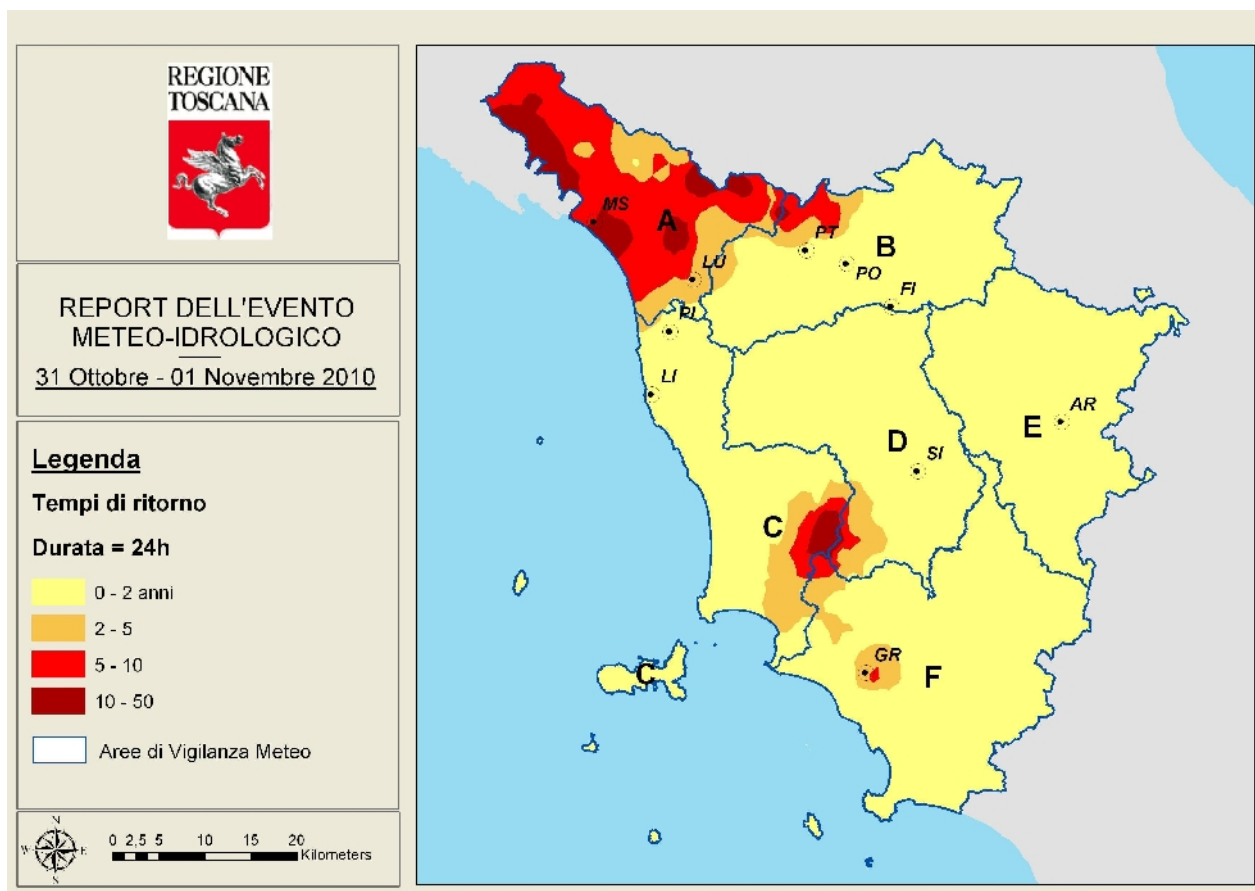 REGIONE
TOSCANA
REPORT DELL'EVENTO
METEO-IDROLOGICO
31 Ottobre - 01 Novembre 2010
Legenda
Tempi di ritorno
Durata = 24h
0 - 2 anni
2 - 5
5 - 10
10 - 50
Aree di Vigilanza Meteo
N
W E
S
0 2,5 5 10 15 20
Kilometers
MS
A
LU
PT
B
PO
FI
PI
LI
E
AR
D
SI
C
C
GR
F